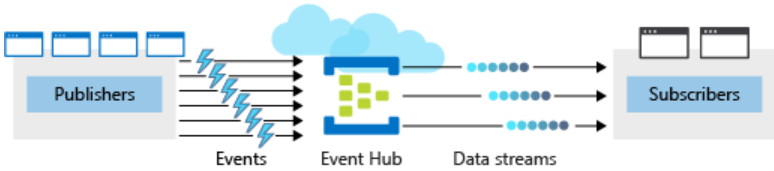 Publishers
Subscribers
Events
Event Hub
Data streams